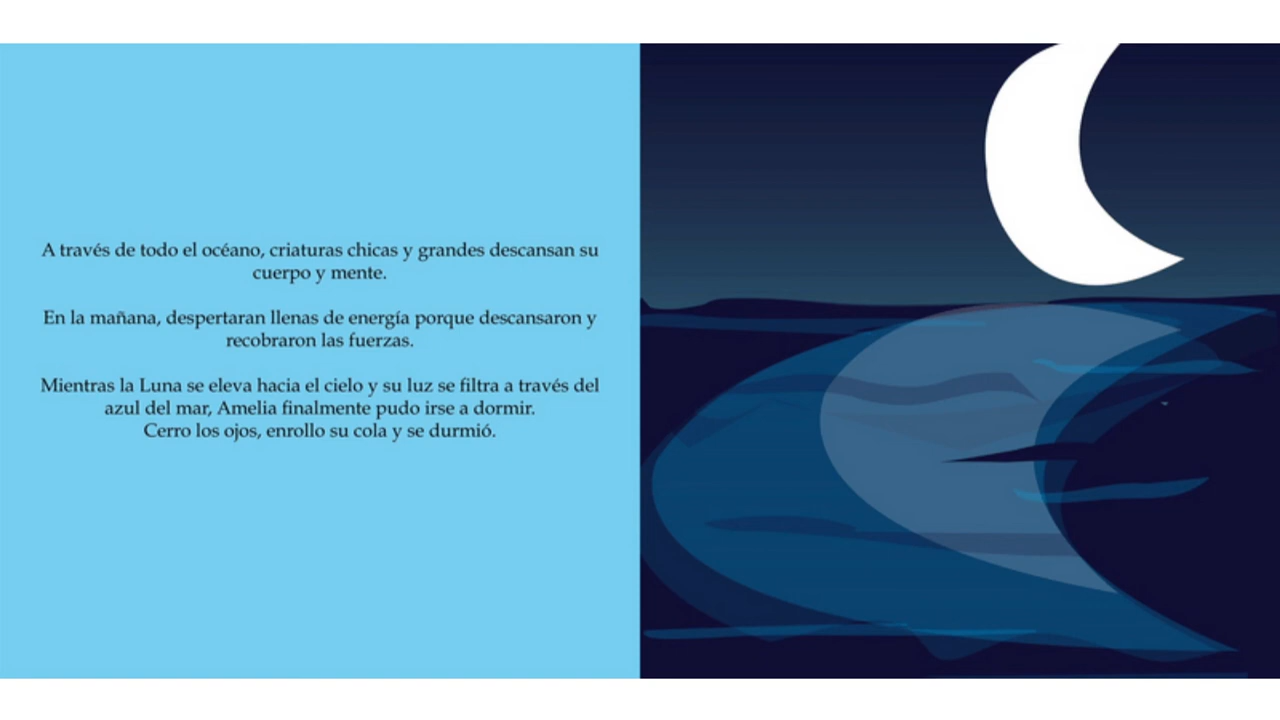 A través de todo el océano, criaturas chicas y grandes descansan su
cuerpo y mente.
En la mañana, despertaran llenas de energía porque descansaron y
recobraron las fuerzas.
Mientras la Luna se eleva hacia el cielo y su luz se filtra a través del
azul del mar, Amelia finalmente pudo irse a dormir.
Cerro los ojos, enrollo su cola y se durmió.